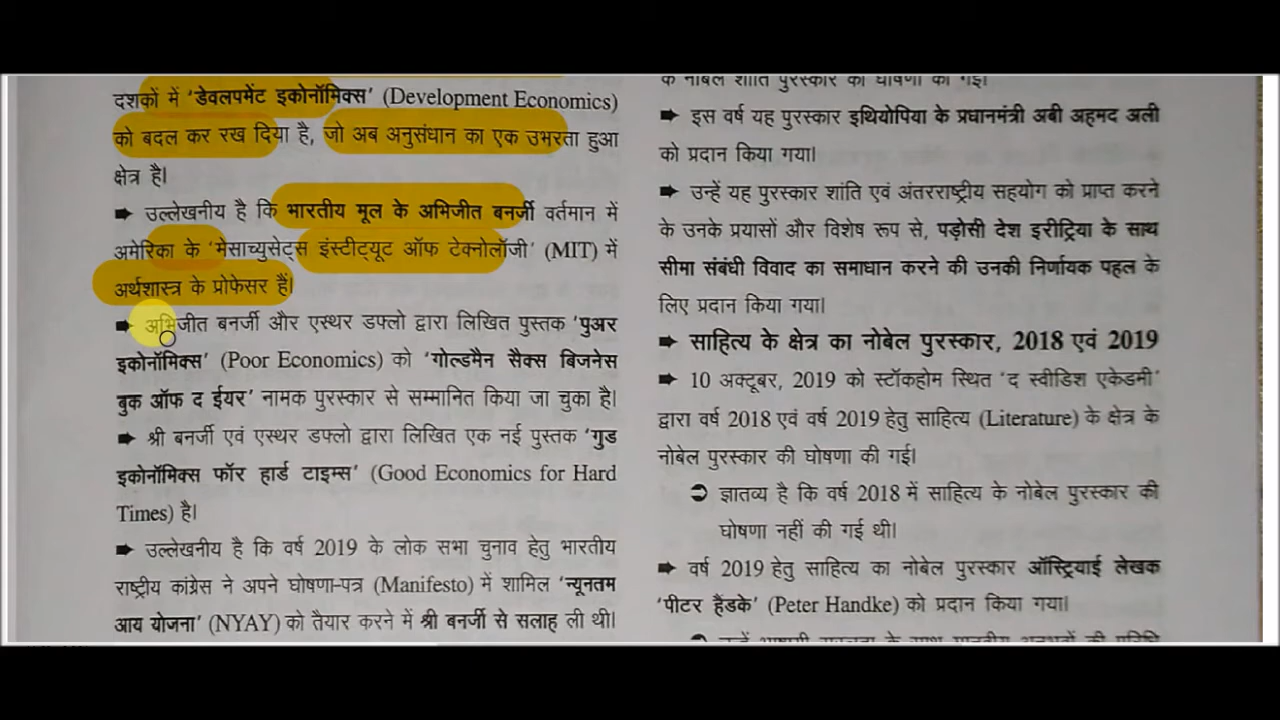 दशकों में 'डेवलपमेंट इकोनॉमिक्स' (Development Economics)
को बदल कर रख दिया है, जो अब अनुसंधान का एक उभरता हुआ
क्षेत्र है।
➡ उल्लेखनीय है कि भारतीय मूल के अभिजीत बनर्जी वर्तमान में
अमेरिका के 'मेसाच्युसेट्स इंस्टीट्यूट ऑफ टेक्नोलॉजी' (MIT) में
अर्थशास्त्र के प्रोफेसर हैं।
➡ अभिजीत बनर्जी और एस्थर डफ्लो द्वारा लिखित पुस्तक 'पुअर
इकोनॉमिक्स' (Poor Economics) को 'गोल्डमैन सैक्स बिजनेस
बुक ऑफ द ईयर' नामक पुरस्कार से सम्मानित किया जा चुका है।
➡ श्री बनर्जी एवं एस्थर डफ्लो द्वारा लिखित एक नई पुस्तक 'गुड
इकोनॉमिक्स फॉर हार्ड टाइम्स' (Good Economics for Hard
Times) है।
➡ उल्लेखनीय है कि वर्ष 2019 के लोक सभा चुनाव हेतु भारतीय
राष्ट्रीय कांग्रेस ने अपने घोषणा-पत्र (Manifesto) में शामिल 'न्यूनतम
आय योजना' (NYAY) को तैयार करने में श्री बनर्जी से सलाह ली थी।
के नोबेल शांति पुरस्कार की घोषणा की गई।
➡ इस वर्ष यह पुरस्कार इथियोपिया के प्रधानमंत्री अबी अहमद अली
को प्रदान किया गया।
➡ उन्हें यह पुरस्कार शांति एवं अंतरराष्ट्रीय सहयोग को प्राप्त करने
के उनके प्रयासों और विशेष रूप से, पड़ोसी देश इरीट्रिया के साथ
सीमा संबंधी विवाद का समाधान करने की उनकी निर्णायक पहल के
लिए प्रदान किया गया।
➡ साहित्य के क्षेत्र का नोबेल पुरस्कार, 2018 एवं 2019
➡ 10 अक्टूबर, 2019 को स्टॉकहोम स्थित 'द स्वीडिश एकेडमी'
द्वारा वर्ष 2018 एवं वर्ष 2019 हेतु साहित्य (Literature) के क्षेत्र के
नोबेल पुरस्कार की घोषणा की गई।
➲ ज्ञातव्य है कि वर्ष 2018 में साहित्य के नोबेल पुरस्कार की
घोषणा नहीं की गई थी।
➡ वर्ष 2019 हेतु साहित्य का नोबेल पुरस्कार ऑस्ट्रियाई लेखक
'पीटर हैंडके' (Peter Handke) को प्रदान किया गया।